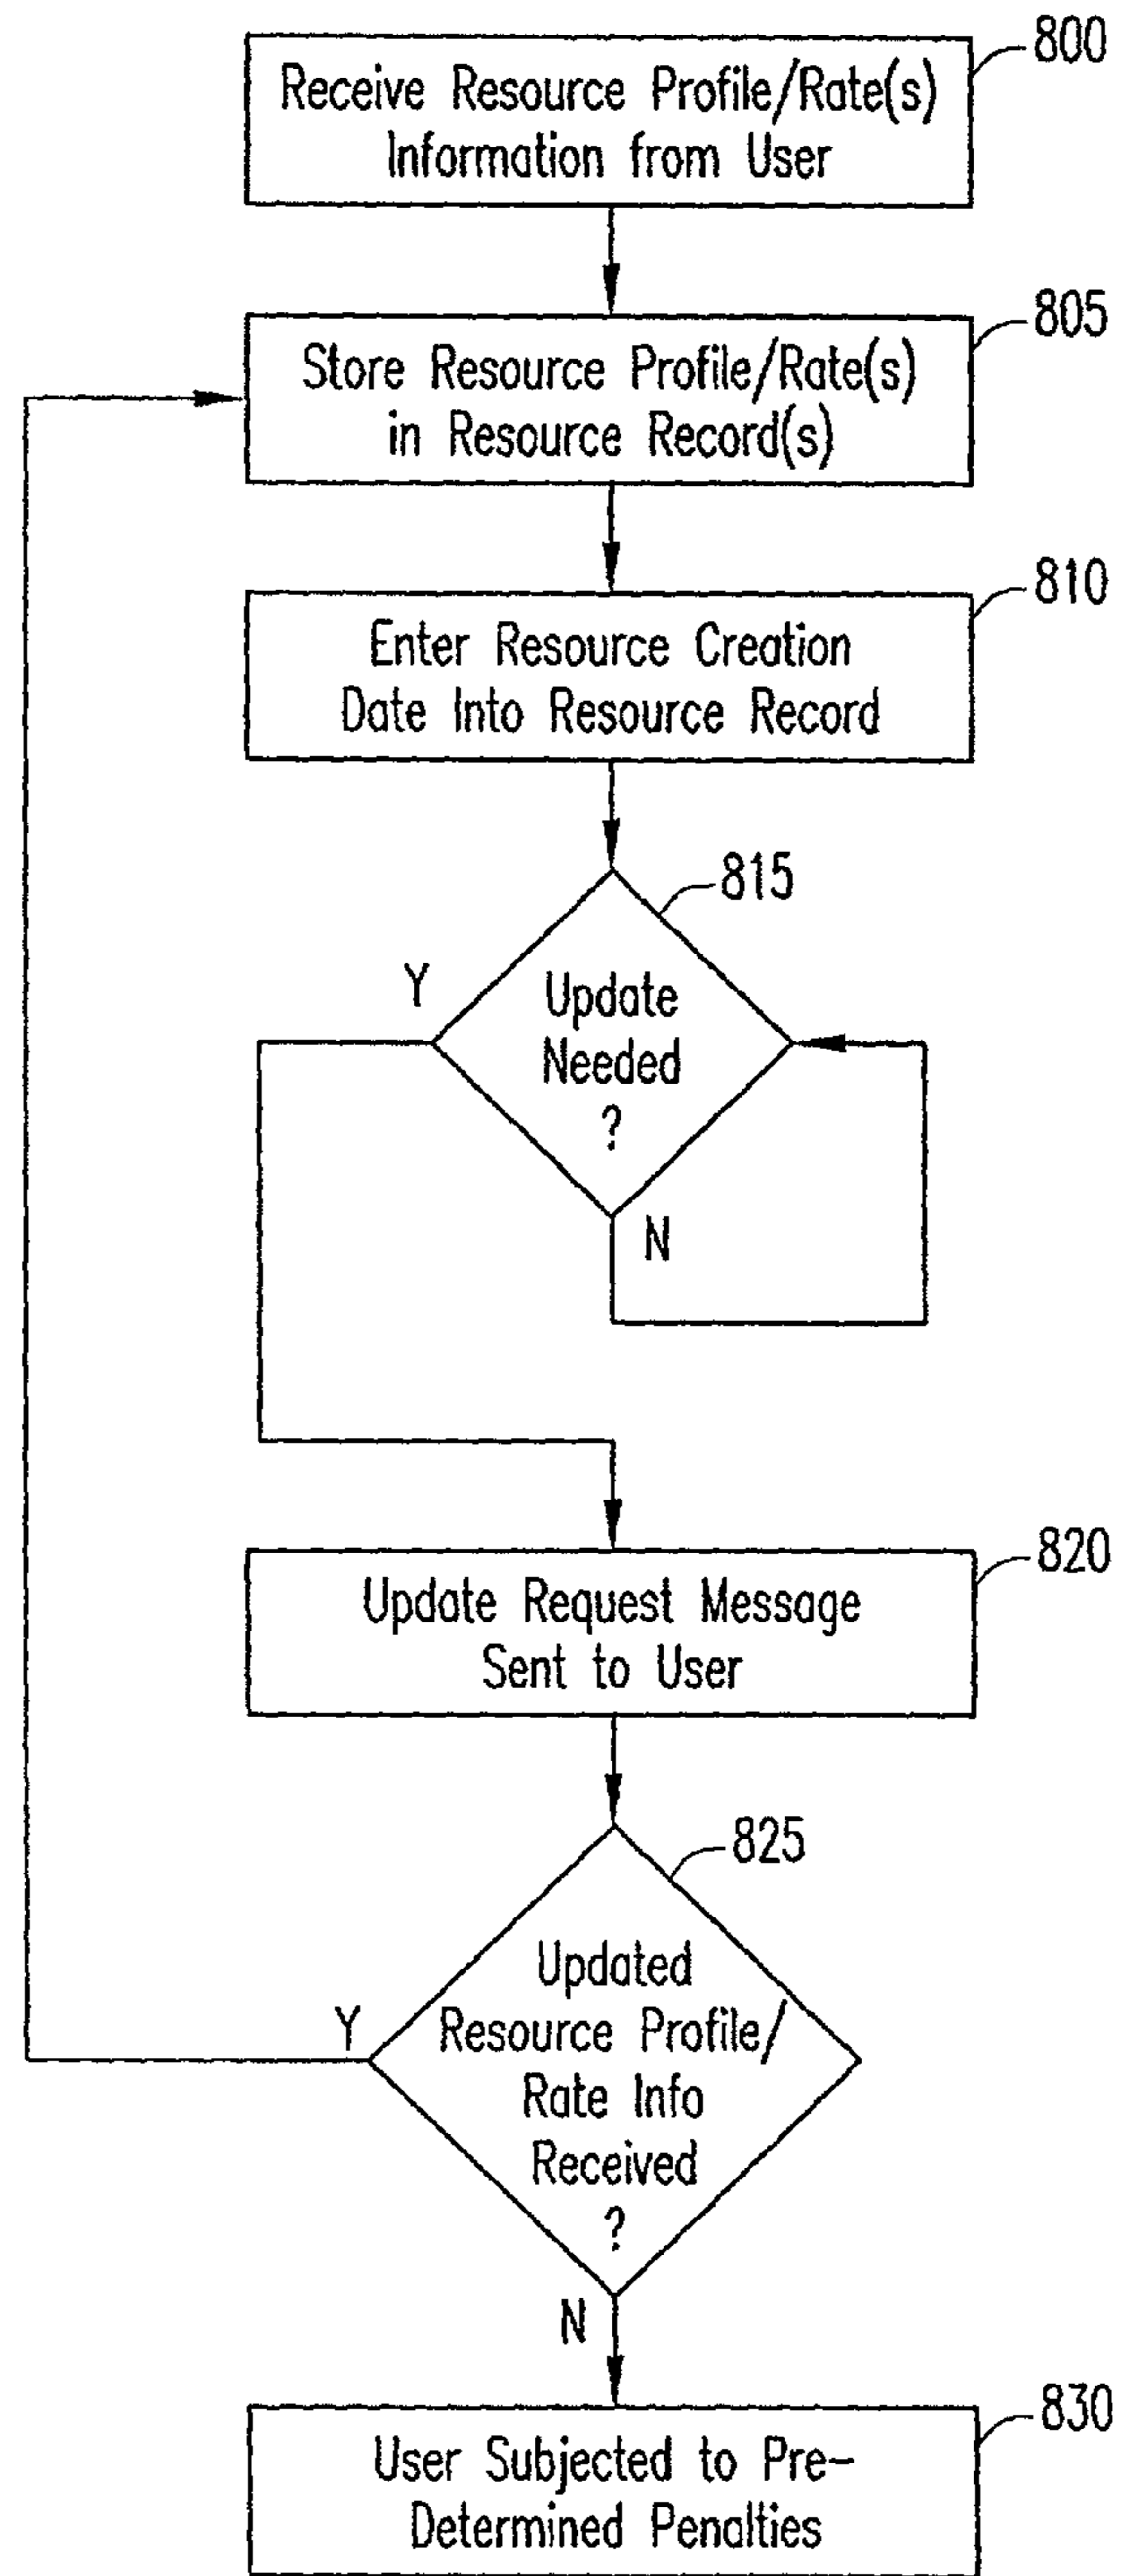 800
Receive Resource Profile/Rate(s)
Information from User
805
Store Resource Profile/Rate(s)
in Resource Record(s)
810
Enter Resource Creation
Date Into Resource Record
815
Y
Update
Needed
?
N
820
Update Request Message
Sent to User
825
Updated
Y
Resource Profile/
Rate Info
Received
?
N
830
User Subjected to Pre-
Determined Penalties